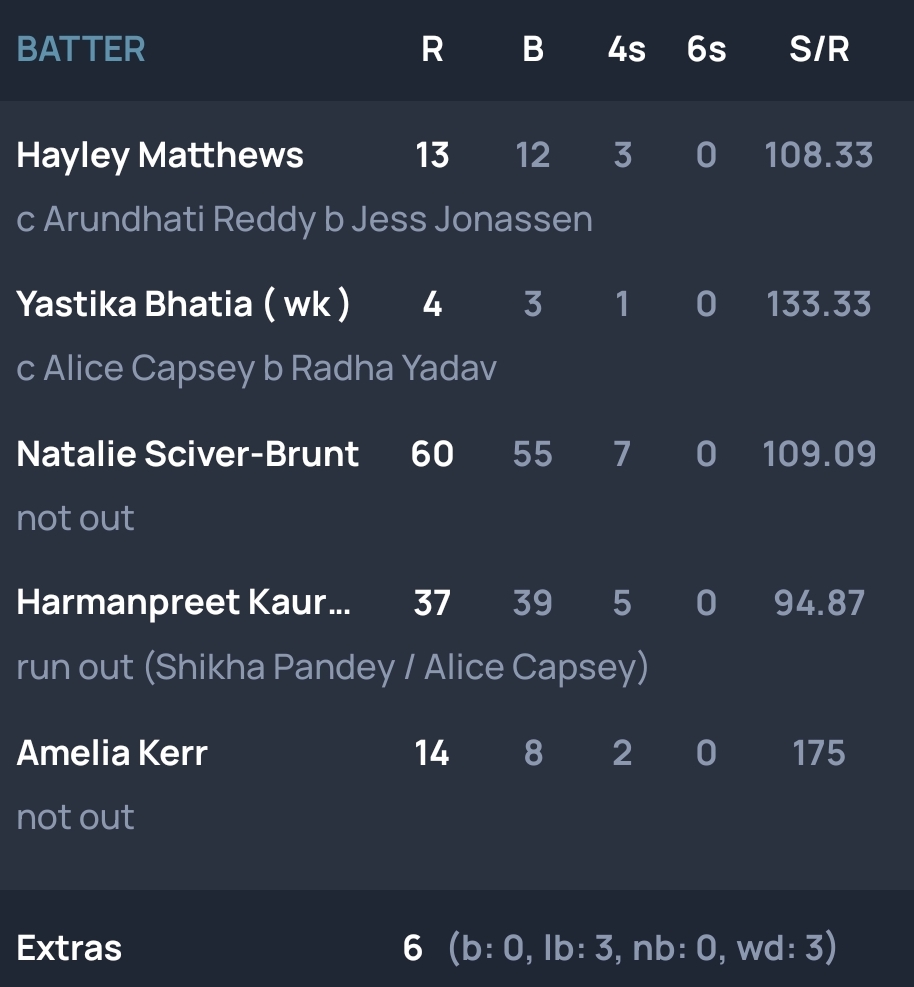 BATTER R B 4s 6s S/R
Hayley Matthews 13 12 3 0 108.33
c Arundhati Reddy b Jess Jonassen
Yastika Bhatia ( wk ) 4 3 1 0 133.33
c Alice Capsey b Radha Yadav
Natalie Sciver-Brunt 60 55 7 0 109.09
not out
Harmanpreet Kaur... 37 39 5 0 94.87
run out (Shikha Pandey / Alice Capsey)
Amelia Kerr 14 8 2 0 175
not out
Extras 6 (b: 0, lb: 3, nb: 0, wd: 3)